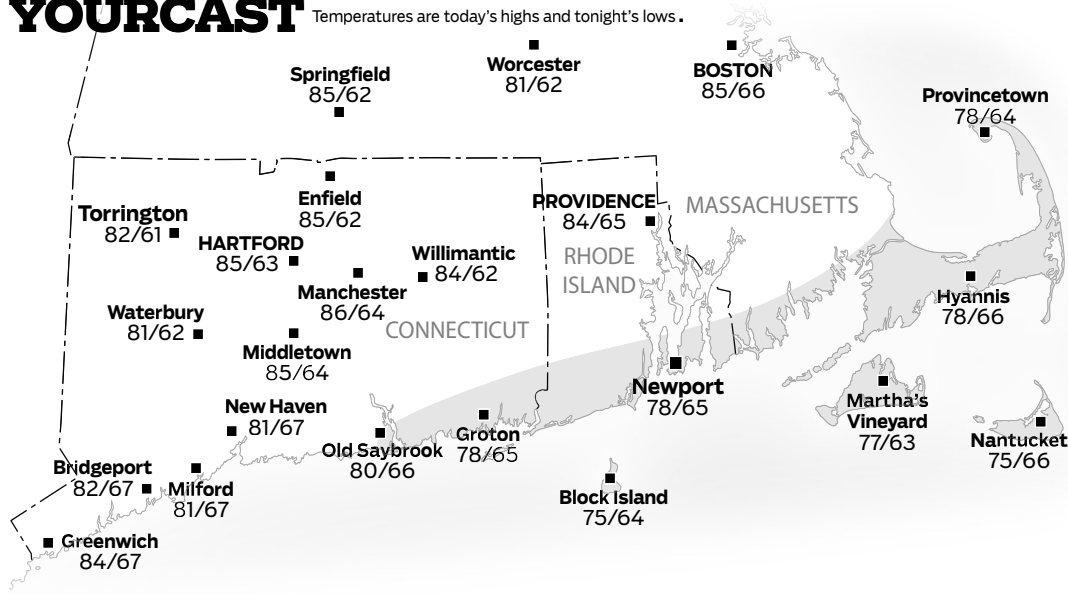 YOURCAST
Temperatures are today's highs and tonight's lows.
Springfield
85/62
Worcester
81/62
BOSTON
85/66
Provincetown
78/64
Enfield
85/62
Torrington
82/61
HARTFORD
85/63
Manchester
86/64
Willimantic
84/62
PROVIDENCE
84/65
MASSACHUSETTS
RHODE
ISLAND
CONNECTICUT
Waterbury
81/62
Middletown
85/64
Hyannis
78/66
Newport
78/65
Martha's
Vineyard
77/63
Nantucket
75/66
New Haven
81/67
Old Saybrook
80/66
Groton
78/65
Block Island
75/64
Bridgeport
82/67
Milford
81/67
Greenwich
84/67